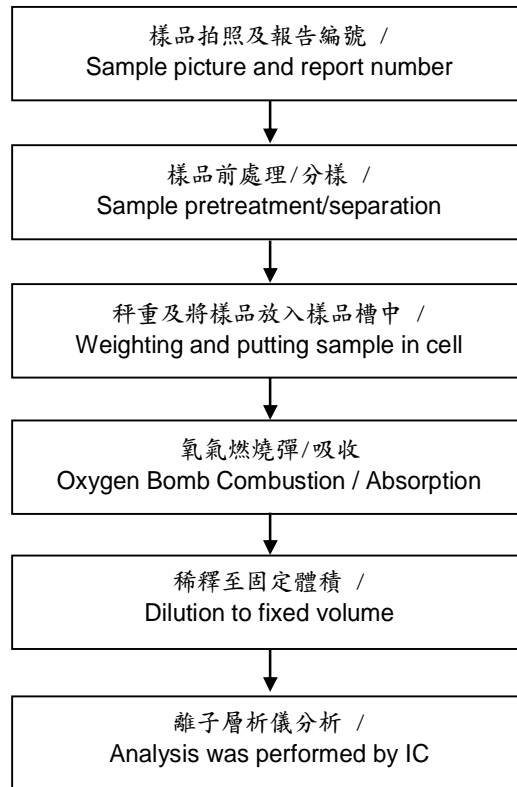 樣品拍照及報告編號 /
Sample picture and report number
樣品前處理/分樣 /
Sample pretreatment/separation
秤重及將樣品放入樣品槽中 /
Weighting and putting sample in cell
氧氣燃燒彈/吸收
Oxygen Bomb Combustion / Absorption
稀釋至固定體積 /
Dilution to fixed volume
離子層析儀分析 /
Analysis was performed by IC